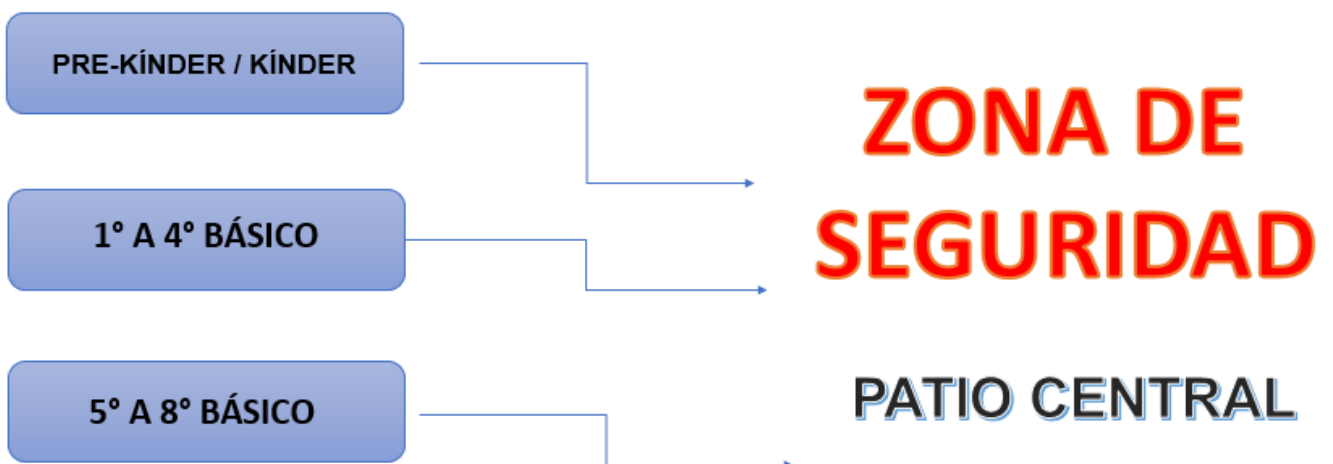 PRE-KÍNDER / KÍNDER
1° A 4° BÁSICO
5° A 8° BÁSICO
ZONA DE
SEGURIDAD
PATIO CENTRAL